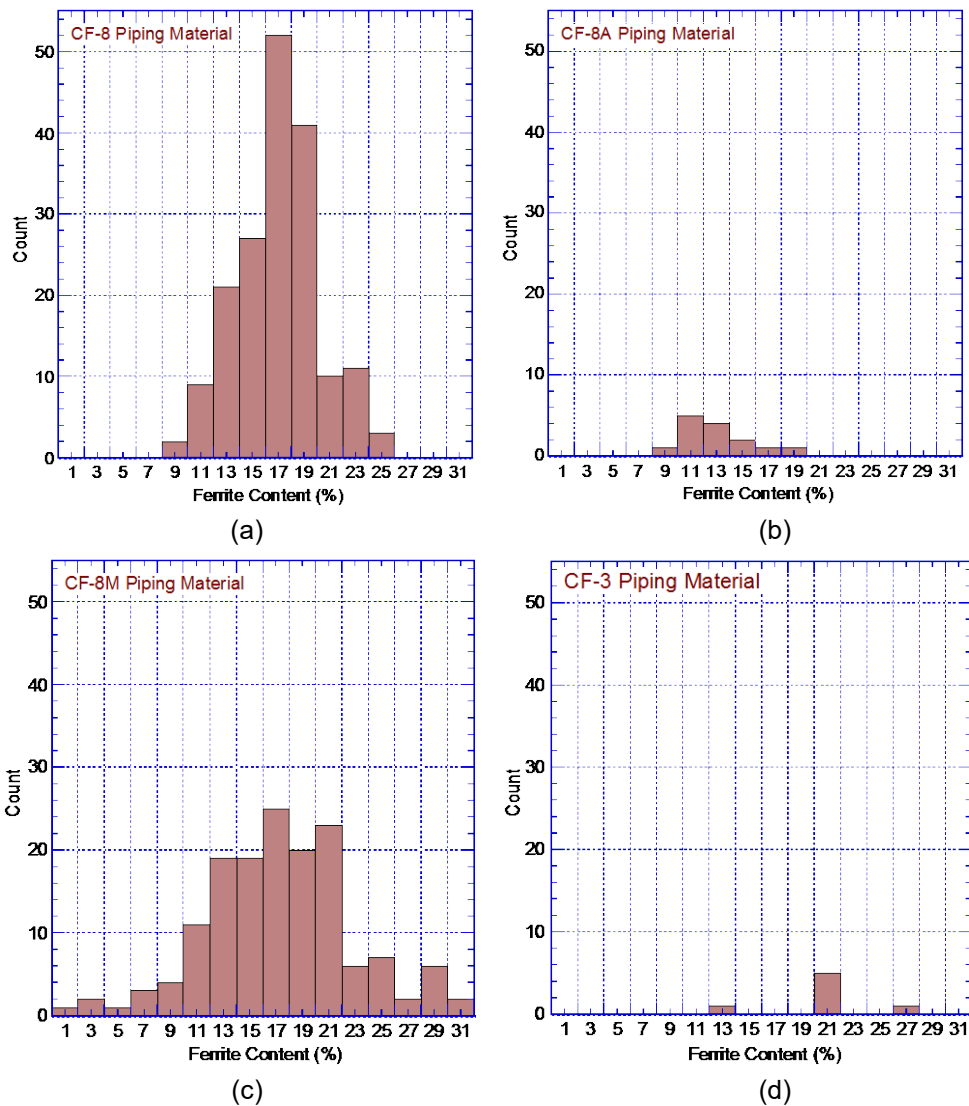 CF-8 Piping Material
50
40
30
20
10
0
Count
1 3 5 7 9 11 13 15 17 19 21 23 25 27 29 31
Ferrite Content (%)
(a)
CF-8A Piping Material
50
40
30
20
10
0
Count
1 3 5 7 9 11 13 15 17 19 21 23 25 27 29 31
Ferrite Content (%)
(b)
CF-8M Piping Material
50
40
30
20
10
0
Count
1 3 5 7 9 11 13 15 17 19 21 23 25 27 29 31
Ferrite Content (%)
(c)
CF-3 Piping Material
50
40
30
20
10
0
Count
1 3 5 7 9 11 13 15 17 19 21 23 25 27 29 31
Ferrite Content (%)
(d)